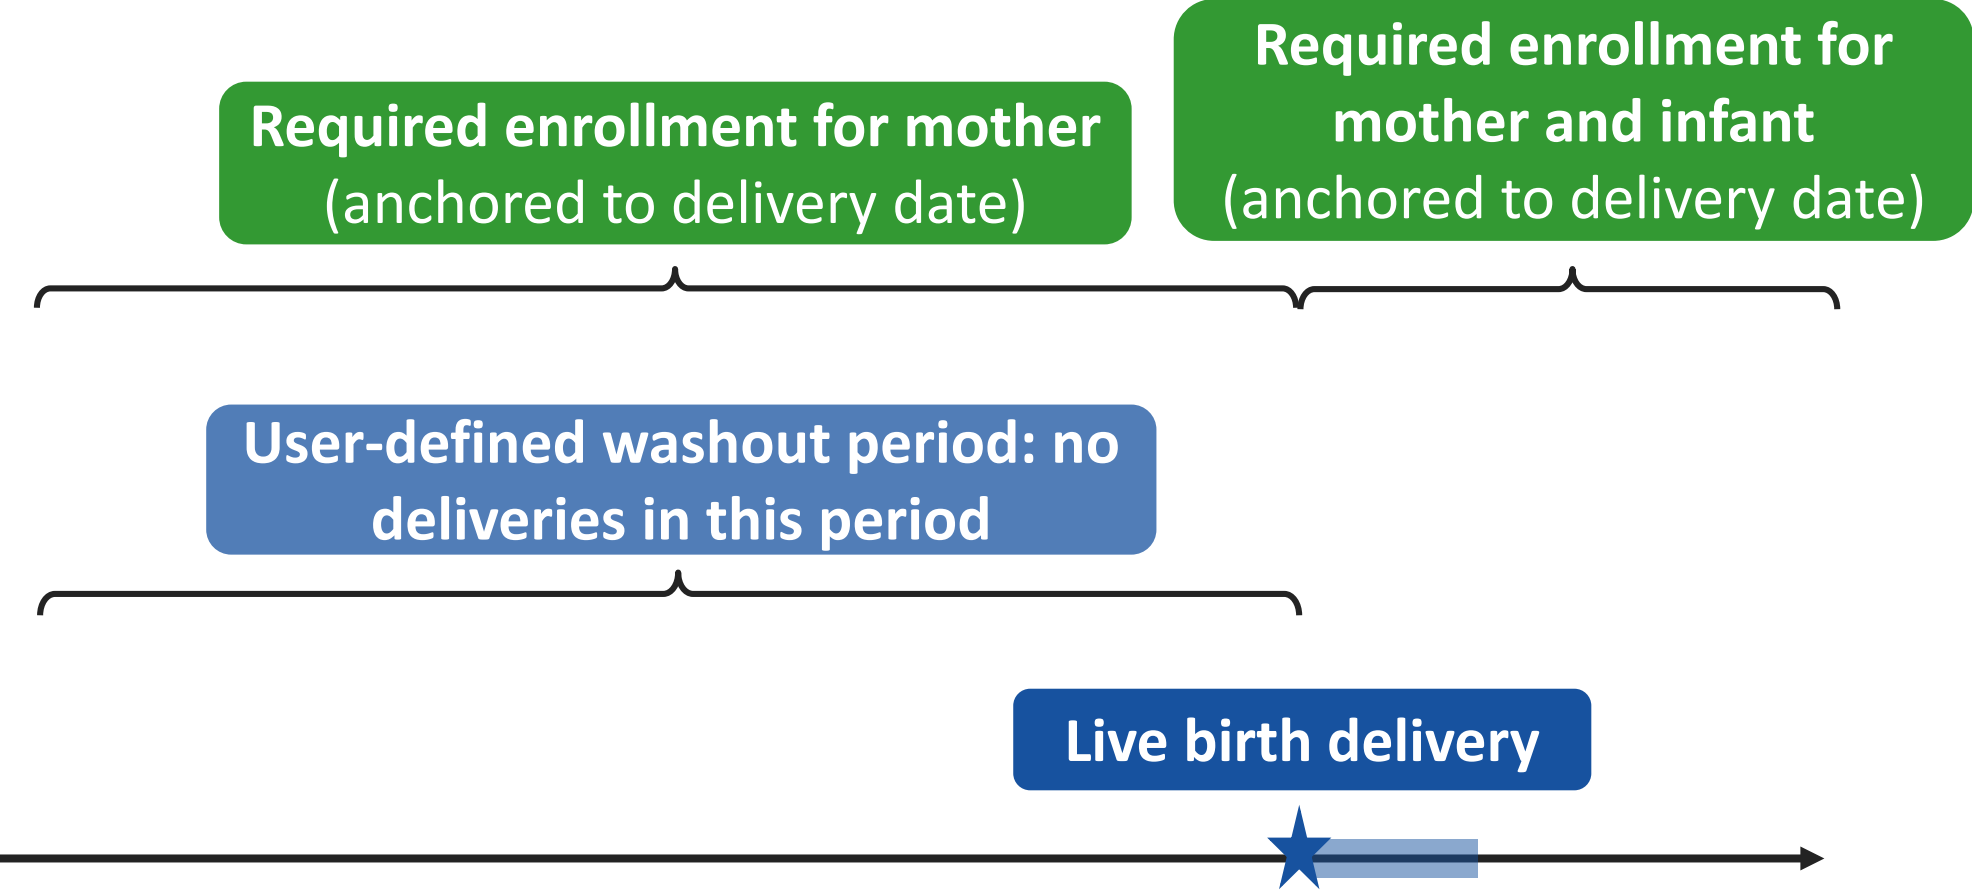 Required enrollment for mother
(anchored to delivery date)
Required enrollment for
mother and infant
(anchored to delivery date)
User-defined washout period: no
deliveries in this period
Live birth delivery